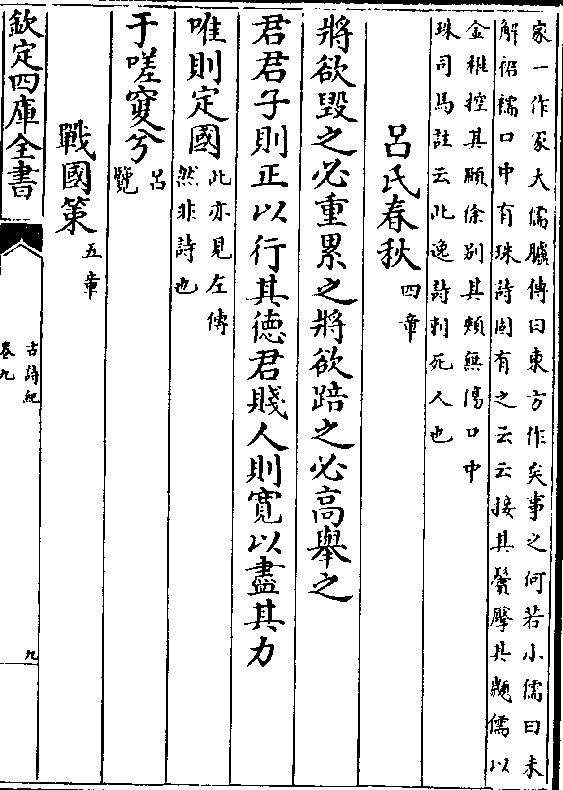 冢一作冡大儒臚傳曰東方作矣事之何若小儒曰未
解裙襦口中有珠詩固有之云云接其鬢擪其顪儒以
金椎控其頤徐别其頰無傷口中
珠司馬註云此逸詩刺死人也
呂氏春秋四章
將欲毀之必重累之將欲踣之必高舉之
君君子則正以行其徳君賤人則寛以盡其力
唯則定國此亦見左傳
然非詩也
于嗟夐兮呂
覽
戰國策五章
欽定四庫全書
古詩紀
卷九
九